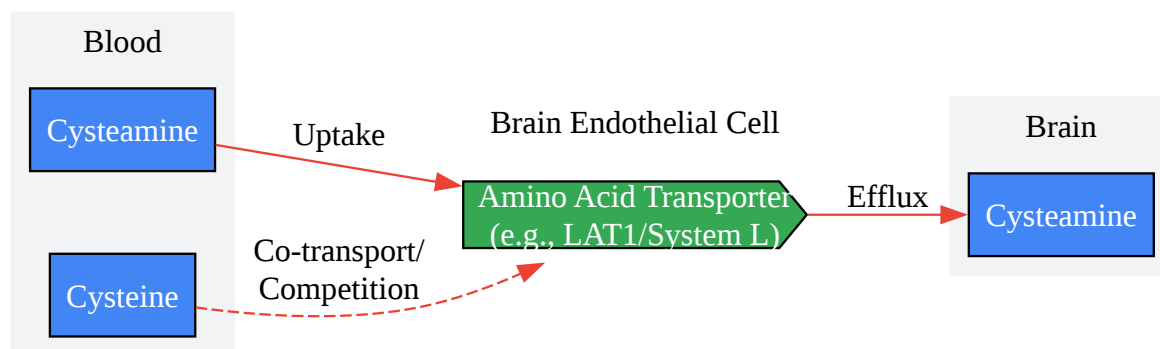 Blood
Cysteamine
Uptake
Brain Endothelial Cell
Amino Acid Transporter
(e.g., LAT1/System L)
Efflux
Brain
Cysteamine
Co-transport/
Competition
Cysteine